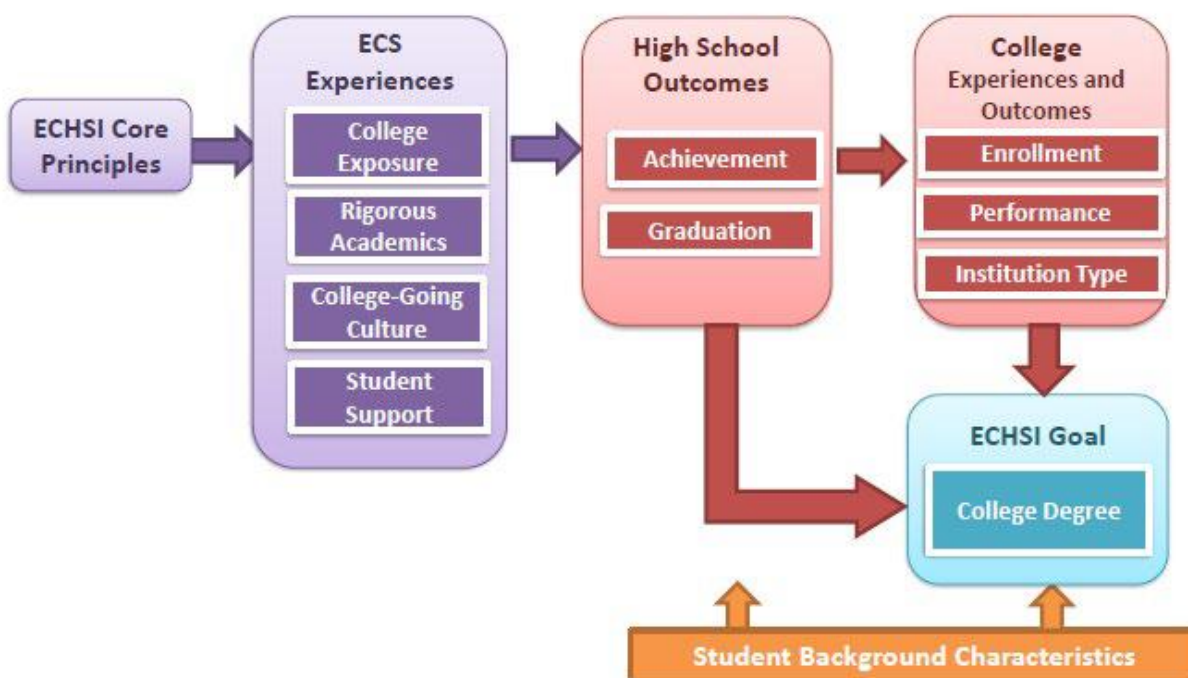 ECHSI Core
Principles
ECS
Experiences
College
Exposure
Rigorous
Academics
College-Going
Culture
Student
Support
High School
Outcomes
Achievement
Graduation
College
Experiences and
Outcomes
Enrollment
Performance
Institution Type
ECHSI Goal
College Degree
Student Background Characteristics